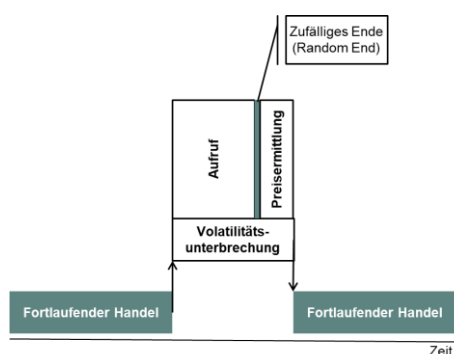 Zufälliges Ende
(Random End)
Aufruf
Preisermittlung
Volatilitäts-
unterbrechung
Fortlaufender Handel
Fortlaufender Handel
Zeit